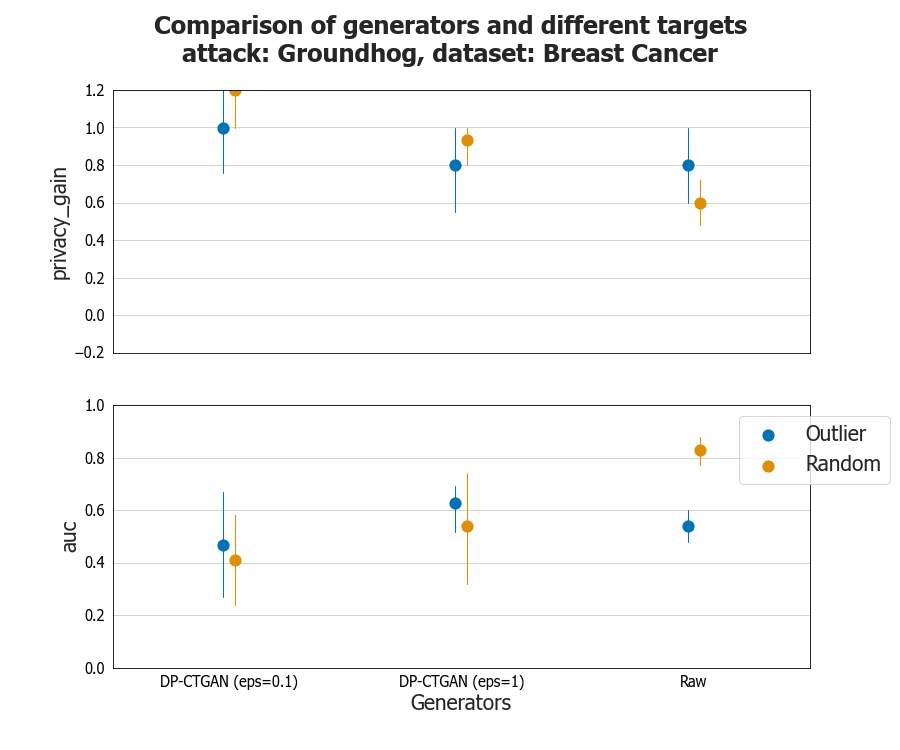 Comparison of generators and different targets
attack: Groundhog, dataset: Breast Cancer
1.2
1.0
0.8
0.6
0.4
0.2
0.0
−0.2
privacy_gain
1.0
0.8
0.6
0.4
0.2
0.0
auc
Outlier
Random
DP-CTGAN (eps=0.1)
DP-CTGAN (eps=1)
Raw
Generators